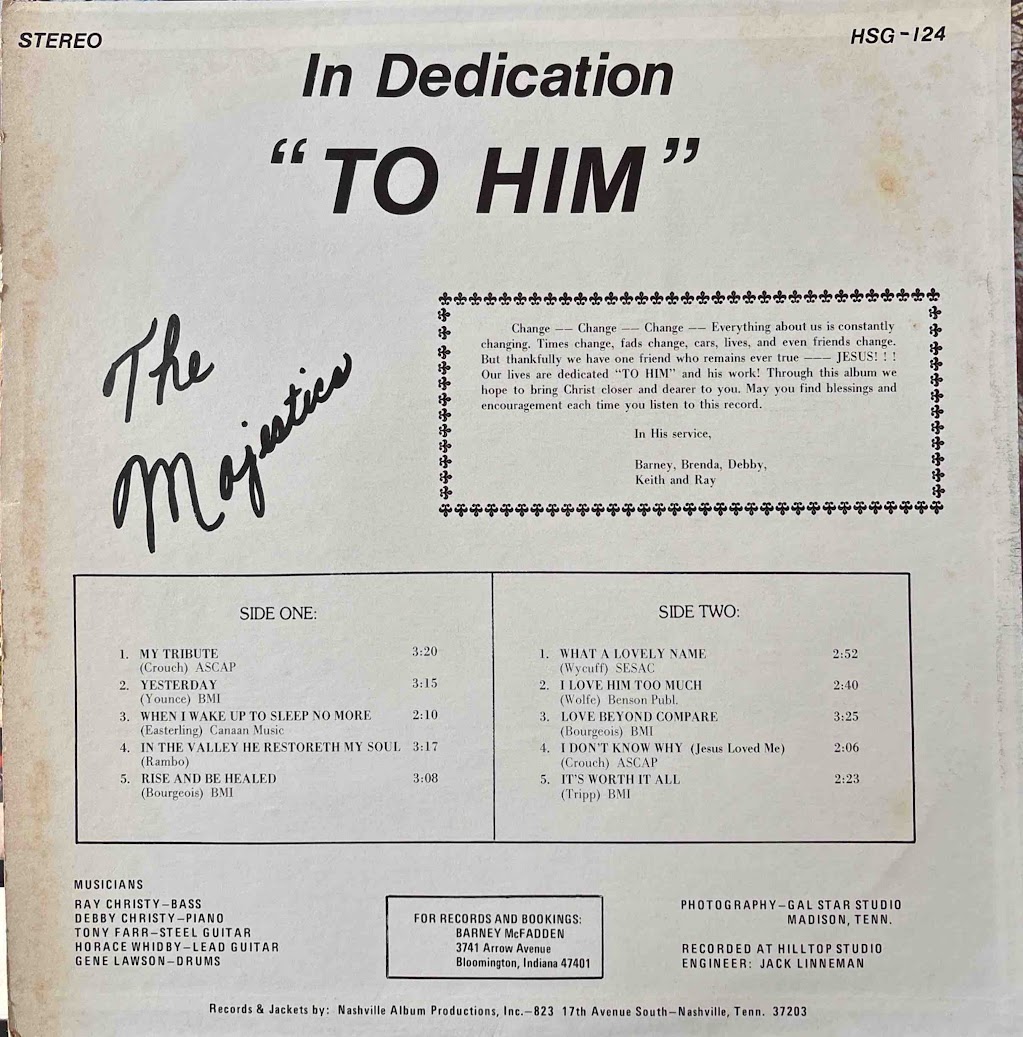 STEREO
HSG-124
In Dedication
"TO HIM"
The
Majestics
Change —— Change —— Change —— Everything about us is constantly
changing. Times change, fads change, cars, lives, and even friends change.
But thankfully we have one friend who remains ever true ——— JESUS! ! !
Our lives are dedicated "TO HIM" and his work! Through this album we
hope to bring Christ closer and dearer to you. May you find blessings and
encouragement each time you listen to this record.
In His service,
Barney, Brenda, Debby,
Keith and Ray
SIDE ONE:
1. MY TRIBUTE 3:20
(Crouch) ASCAP
2. YESTERDAY 3:15
(Younce) BMI
3. WHEN I WAKE UP TO SLEEP NO MORE 2:10
(Easterling) Canaan Music
4. IN THE VALLEY HE RESTORETH MY SOUL 3:17
(Rambo)
5. RISE AND BE HEALED 3:08
(Bourgeois) BMI
SIDE TWO:
1. WHAT A LOVELY NAME 2:52
(Wycuff) SESAC
2. I LOVE HIM TOO MUCH 2:40
(Wolfe) Benson Publ.
3. LOVE BEYOND COMPARE 3:25
(Bourgeois) BMI
4. I DON'T KNOW WHY (Jesus Loved Me) 2:06
(Crouch) ASCAP
5. IT'S WORTH IT ALL 2:23
(Tripp) BMI
MUSICIANS
RAY CHRISTY–BASS
DEBBY CHRISTY–PIANO
TONY FARR–STEEL GUITAR
HORACE WHIDBY–LEAD GUITAR
GENE LAWSON–DRUMS
FOR RECORDS AND BOOKINGS:
BARNEY McFADDEN
3741 Arrow Avenue
Bloomington, Indiana 47401
PHOTOGRAPHY–GAL STAR STUDIO
MADISON, TENN.
RECORDED AT HILLTOP STUDIO
ENGINEER: JACK LINNEMAN
Records & Jackets by: Nashville Album Productions, Inc.–823 17th Avenue South–Nashville, Tenn. 37203